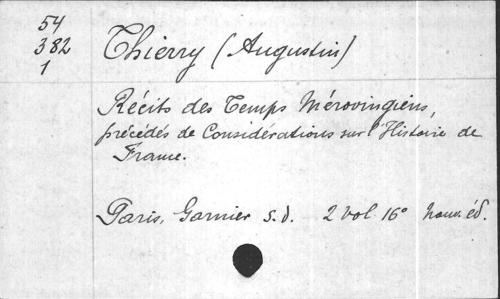 54
382
1
Thierry (Augustin)
Récits des Temps Mérovingiens,
précédés de Considérations sur l'Histoire de
France.
Paris, Garnier s.d. 2 vol. 16° nouv. éd.